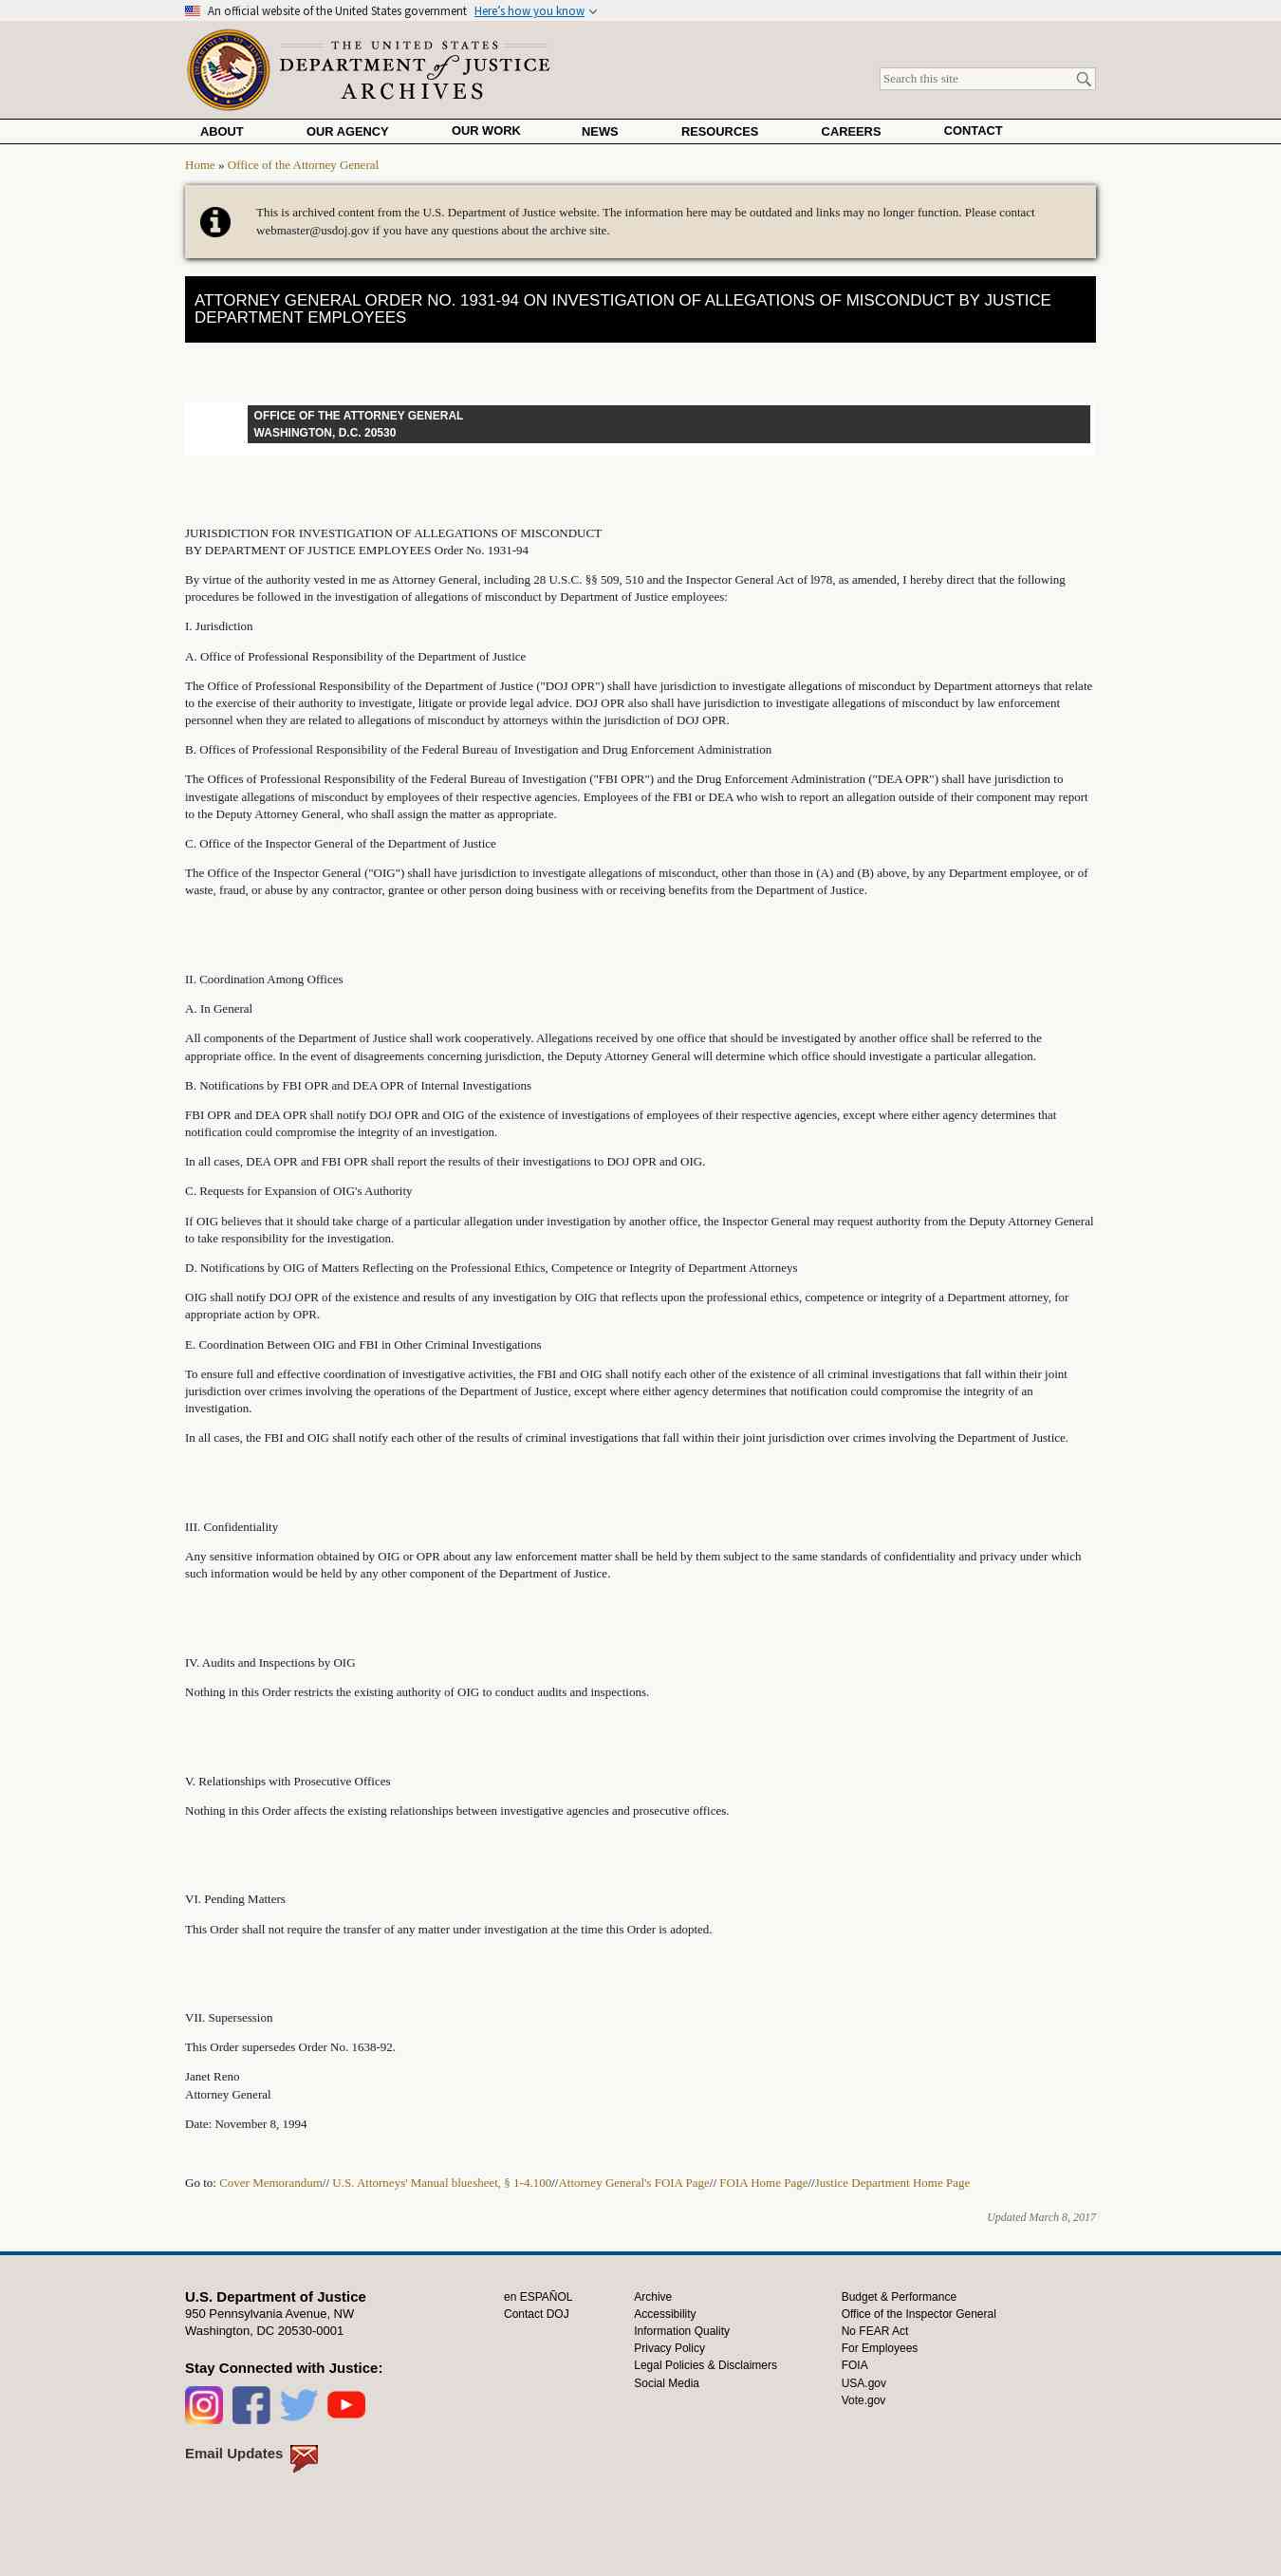 An official website of the United States government Here's how you know
THE UNITED STATES
DEPARTMENT of JUSTICE
ARCHIVES
Search this site
ABOUT OUR AGENCY OUR WORK NEWS RESOURCES CAREERS CONTACT
Home » Office of the Attorney General
This is archived content from the U.S. Department of Justice website. The information here may be outdated and links may no longer function. Please contact
webmaster@usdoj.gov if you have any questions about the archive site.
ATTORNEY GENERAL ORDER NO. 1931-94 ON INVESTIGATION OF ALLEGATIONS OF MISCONDUCT BY JUSTICE
DEPARTMENT EMPLOYEES
OFFICE OF THE ATTORNEY GENERAL
WASHINGTON, D.C. 20530
JURISDICTION FOR INVESTIGATION OF ALLEGATIONS OF MISCONDUCT
BY DEPARTMENT OF JUSTICE EMPLOYEES Order No. 1931-94
By virtue of the authority vested in me as Attorney General, including 28 U.S.C. §§ 509, 510 and the Inspector General Act of l978, as amended, I hereby direct that the following
procedures be followed in the investigation of allegations of misconduct by Department of Justice employees:
I. Jurisdiction
A. Office of Professional Responsibility of the Department of Justice
The Office of Professional Responsibility of the Department of Justice ("DOJ OPR") shall have jurisdiction to investigate allegations of misconduct by Department attorneys that relate
to the exercise of their authority to investigate, litigate or provide legal advice. DOJ OPR also shall have jurisdiction to investigate allegations of misconduct by law enforcement
personnel when they are related to allegations of misconduct by attorneys within the jurisdiction of DOJ OPR.
B. Offices of Professional Responsibility of the Federal Bureau of Investigation and Drug Enforcement Administration
The Offices of Professional Responsibility of the Federal Bureau of Investigation ("FBI OPR") and the Drug Enforcement Administration ("DEA OPR") shall have jurisdiction to
investigate allegations of misconduct by employees of their respective agencies. Employees of the FBI or DEA who wish to report an allegation outside of their component may report
to the Deputy Attorney General, who shall assign the matter as appropriate.
C. Office of the Inspector General of the Department of Justice
The Office of the Inspector General ("OIG") shall have jurisdiction to investigate allegations of misconduct, other than those in (A) and (B) above, by any Department employee, or of
waste, fraud, or abuse by any contractor, grantee or other person doing business with or receiving benefits from the Department of Justice.
II. Coordination Among Offices
A. In General
All components of the Department of Justice shall work cooperatively. Allegations received by one office that should be investigated by another office shall be referred to the
appropriate office. In the event of disagreements concerning jurisdiction, the Deputy Attorney General will determine which office should investigate a particular allegation.
B. Notifications by FBI OPR and DEA OPR of Internal Investigations
FBI OPR and DEA OPR shall notify DOJ OPR and OIG of the existence of investigations of employees of their respective agencies, except where either agency determines that
notification could compromise the integrity of an investigation.
In all cases, DEA OPR and FBI OPR shall report the results of their investigations to DOJ OPR and OIG.
C. Requests for Expansion of OIG's Authority
If OIG believes that it should take charge of a particular allegation under investigation by another office, the Inspector General may request authority from the Deputy Attorney General
to take responsibility for the investigation.
D. Notifications by OIG of Matters Reflecting on the Professional Ethics, Competence or Integrity of Department Attorneys
OIG shall notify DOJ OPR of the existence and results of any investigation by OIG that reflects upon the professional ethics, competence or integrity of a Department attorney, for
appropriate action by OPR.
E. Coordination Between OIG and FBI in Other Criminal Investigations
To ensure full and effective coordination of investigative activities, the FBI and OIG shall notify each other of the existence of all criminal investigations that fall within their joint
jurisdiction over crimes involving the operations of the Department of Justice, except where either agency determines that notification could compromise the integrity of an
investigation.
In all cases, the FBI and OIG shall notify each other of the results of criminal investigations that fall within their joint jurisdiction over crimes involving the Department of Justice.
III. Confidentiality
Any sensitive information obtained by OIG or OPR about any law enforcement matter shall be held by them subject to the same standards of confidentiality and privacy under which
such information would be held by any other component of the Department of Justice.
IV. Audits and Inspections by OIG
Nothing in this Order restricts the existing authority of OIG to conduct audits and inspections.
V. Relationships with Prosecutive Offices
Nothing in this Order affects the existing relationships between investigative agencies and prosecutive offices.
VI. Pending Matters
This Order shall not require the transfer of any matter under investigation at the time this Order is adopted.
VII. Supersession
This Order supersedes Order No. 1638-92.
Janet Reno
Attorney General
Date: November 8, 1994
Go to: Cover Memorandum// U.S. Attorneys' Manual bluesheet, § 1-4.100//Attorney General's FOIA Page// FOIA Home Page//Justice Department Home Page
Updated March 8, 2017
U.S. Department of Justice
950 Pennsylvania Avenue, NW
Washington, DC 20530-0001
Stay Connected with Justice:
Email Updates
en ESPAÑOL
Contact DOJ
Archive
Accessibility
Information Quality
Privacy Policy
Legal Policies & Disclaimers
Social Media
Budget & Performance
Office of the Inspector General
No FEAR Act
For Employees
FOIA
USA.gov
Vote.gov